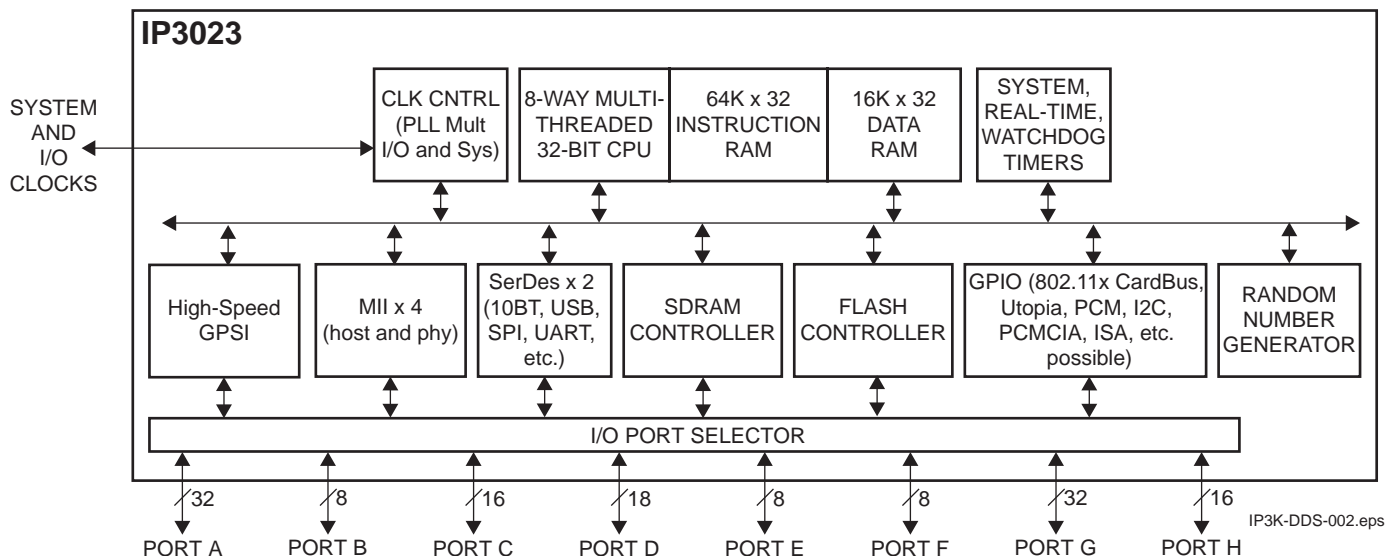 IP3023
SYSTEM
AND
I/O
CLOCKS
CLK CNTRL
(PLL Mult
I/O and Sys)
8-WAY MULTI-
THREADED
32-BIT CPU
64K x 32
INSTRUCTION
RAM
16K x 32
DATA
RAM
SYSTEM,
REAL-TIME,
WATCHDOG
TIMERS
High-Speed
GPSI
MII x 4
(host and phy)
SerDes x 2
(10BT, USB,
SPI, UART,
etc.)
SDRAM
CONTROLLER
FLASH
CONTROLLER
GPIO (802.11x CardBus,
Utopia, PCM, I2C,
PCMCIA, ISA, etc.
possible)
RANDOM
NUMBER
GENERATOR
I/O PORT SELECTOR
32 8 16 18 8 8 32 16
IP3K-DDS-002.eps
PORT A PORT B PORT C PORT D PORT E PORT F PORT G PORT H